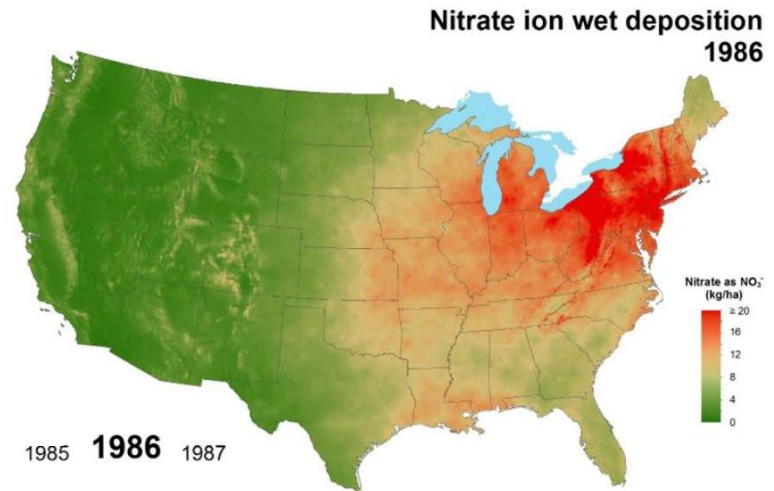 Nitrate ion wet deposition
1986
Nitrate as NO₃⁻
(kg/ha)
≥ 20
16
12
8
4
0
1985 1986 1987